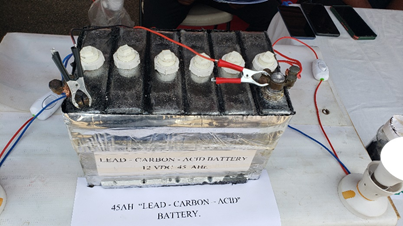 LEAD - CARBON - ACID BATTERY
12 VDC 45 AHr
45AH "LEAD - CARBON - ACID"
BATTERY.